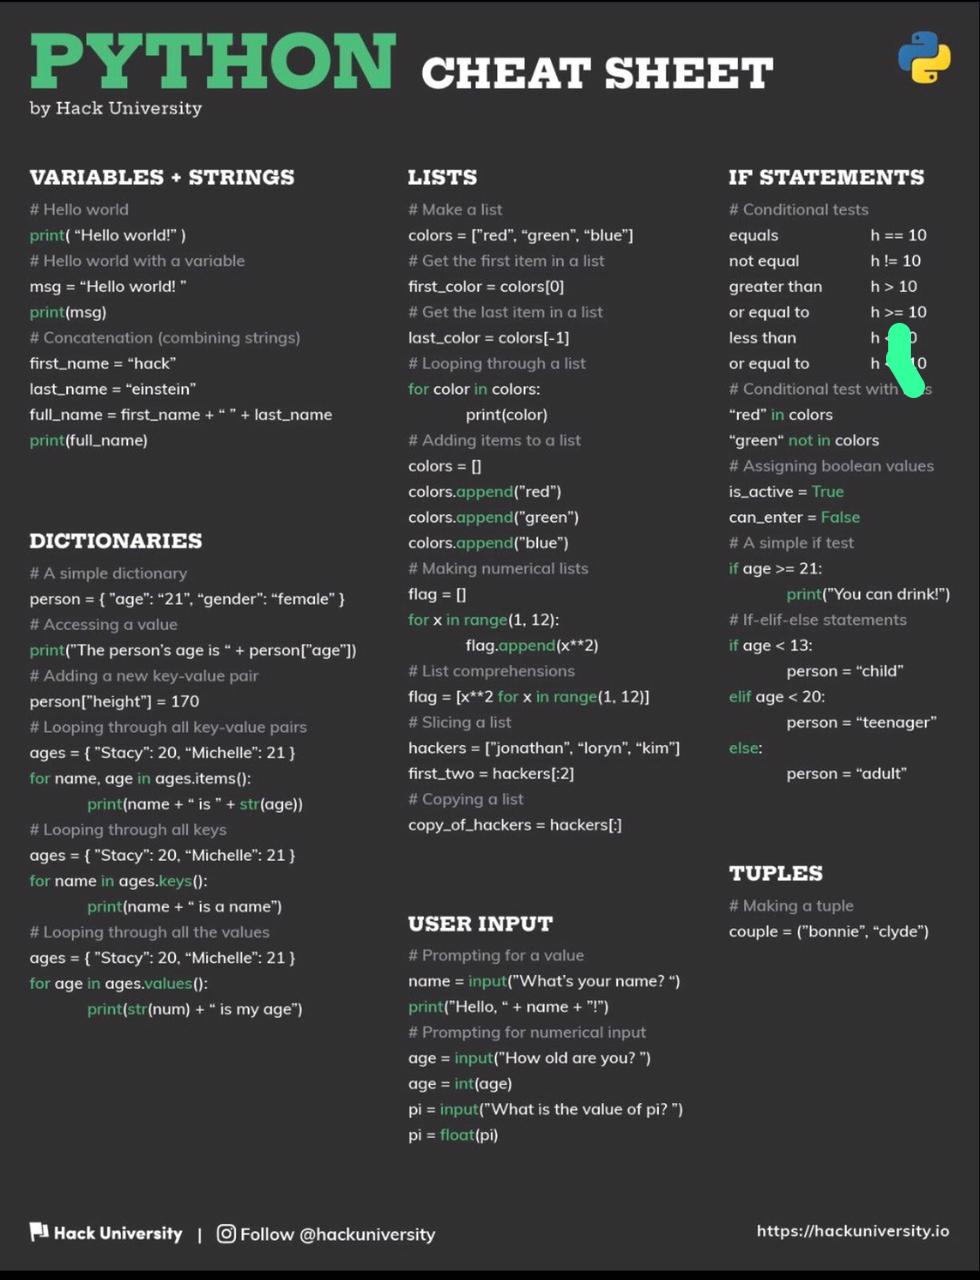 PYTHON CHEAT SHEET
by Hack University
VARIABLES + STRINGS
# Hello world
print( “Hello world!” )
# Hello world with a variable
msg = “Hello world! ”
print(msg)
# Concatenation (combining strings)
first_name = “hack”
last_name = “einstein”
full_name = first_name + “ ” + last_name
print(full_name)
DICTIONARIES
# A simple dictionary
person = { ”age”: “21”, “gender”: “female” }
# Accessing a value
print(”The person’s age is “ + person[”age”])
# Adding a new key-value pair
person[”height”] = 170
# Looping through all key-value pairs
ages = { ”Stacy”: 20, “Michelle”: 21 }
for name, age in ages.items():
print(name + “ is ” + str(age))
# Looping through all keys
ages = { ”Stacy”: 20, “Michelle”: 21 }
for name in ages.keys():
print(name + “ is a name”)
# Looping through all the values
ages = { ”Stacy”: 20, “Michelle”: 21 }
for age in ages.values():
print(str(num) + “ is my age”)
LISTS
# Make a list
colors = [”red”, “green”, “blue”]
# Get the first item in a list
first_color = colors[0]
# Get the last item in a list
last_color = colors[-1]
# Looping through a list
for color in colors:
print(color)
# Adding items to a list
colors = []
colors.append(”red”)
colors.append(”green”)
colors.append(”blue”)
# Making numerical lists
flag = []
for x in range(1, 12):
flag.append(x**2)
# List comprehensions
flag = [x**2 for x in range(1, 12)]
# Slicing a list
hackers = [”jonathan”, “loryn”, “kim”]
first_two = hackers[:2]
# Copying a list
copy_of_hackers = hackers[:]
USER INPUT
# Prompting for a value
name = input(”What’s your name? “)
print(”Hello, “ + name + ”!”)
# Prompting for numerical input
age = input(”How old are you? ”)
age = int(age)
pi = input(”What is the value of pi? ”)
pi = float(pi)
IF STATEMENTS
# Conditional tests
equals h == 10
not equal h != 10
greater than h > 10
or equal to h >= 10
less than h
or equal to h 10
# Conditional test with
“red” in colors
“green“ not in colors
# Assigning boolean values
is_active = True
can_enter = False
# A simple if test
if age >= 21:
print(”You can drink!”)
# If-elif-else statements
if age < 13:
person = “child”
elif age < 20:
person = “teenager”
else:
person = “adult”
TUPLES
# Making a tuple
couple = (”bonnie”, “clyde”)
Hack University | Follow @hackuniversity
https://hackuniversity.io